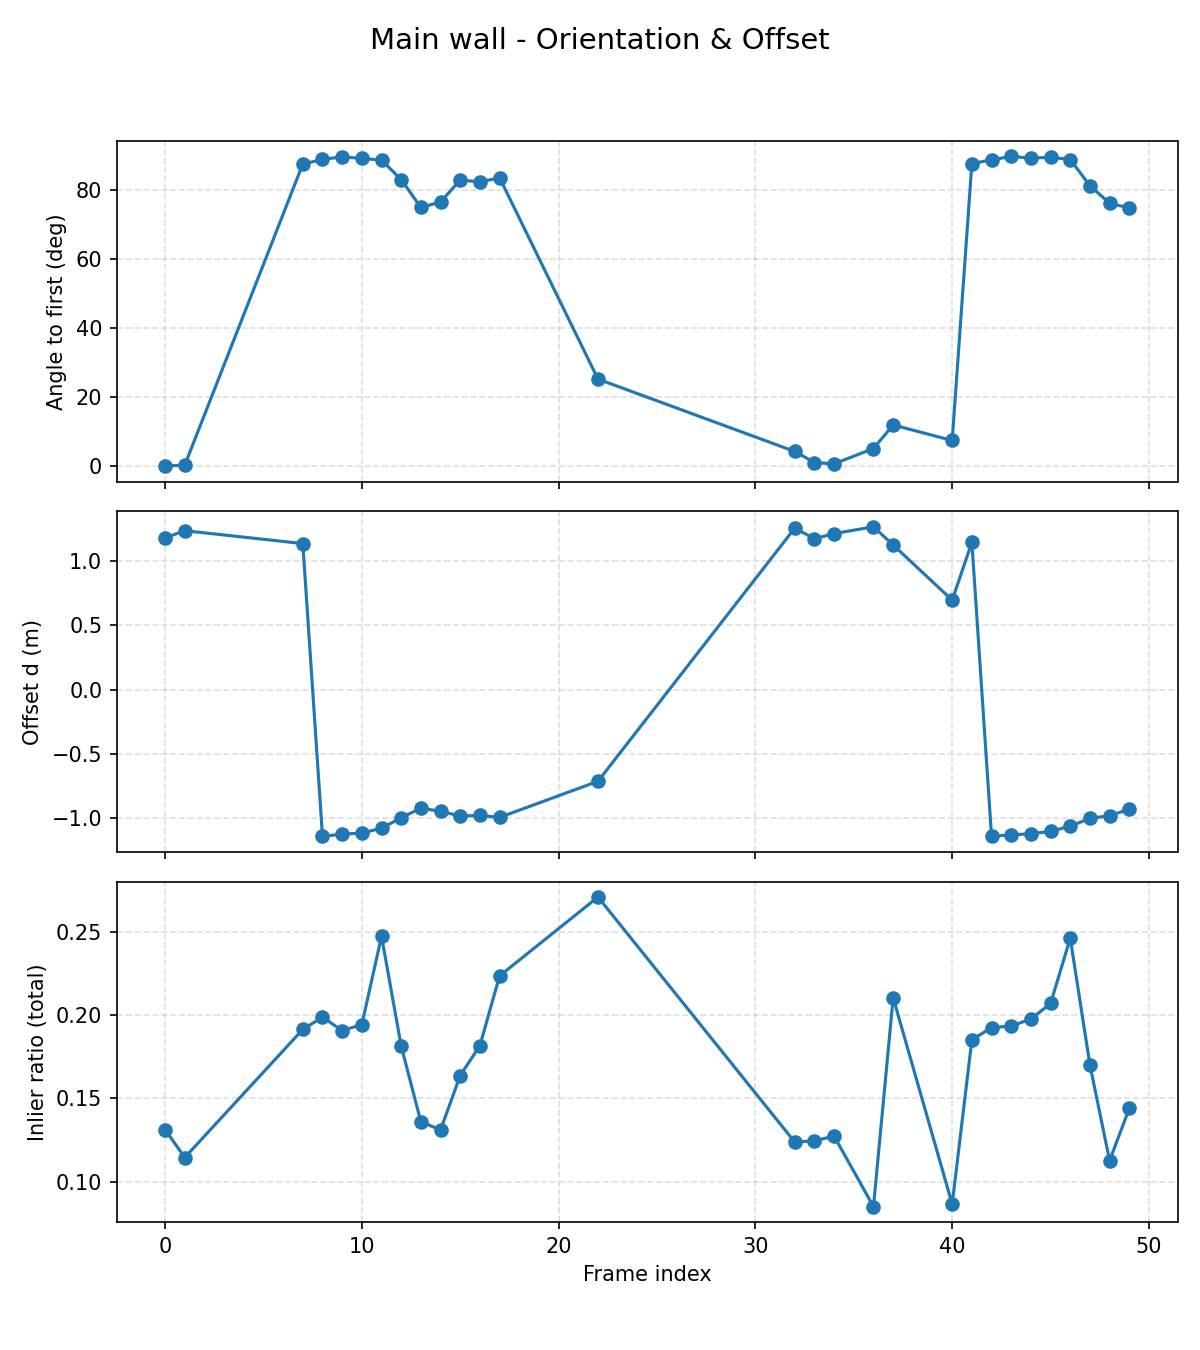 Main wall - Orientation & Offset
Angle to first (deg)
80
60
40
20
0
Offset d (m)
1.0
0.5
0.0
−0.5
−1.0
Inlier ratio (total)
0.25
0.20
0.15
0.10
0 10 20 30 40 50
Frame index